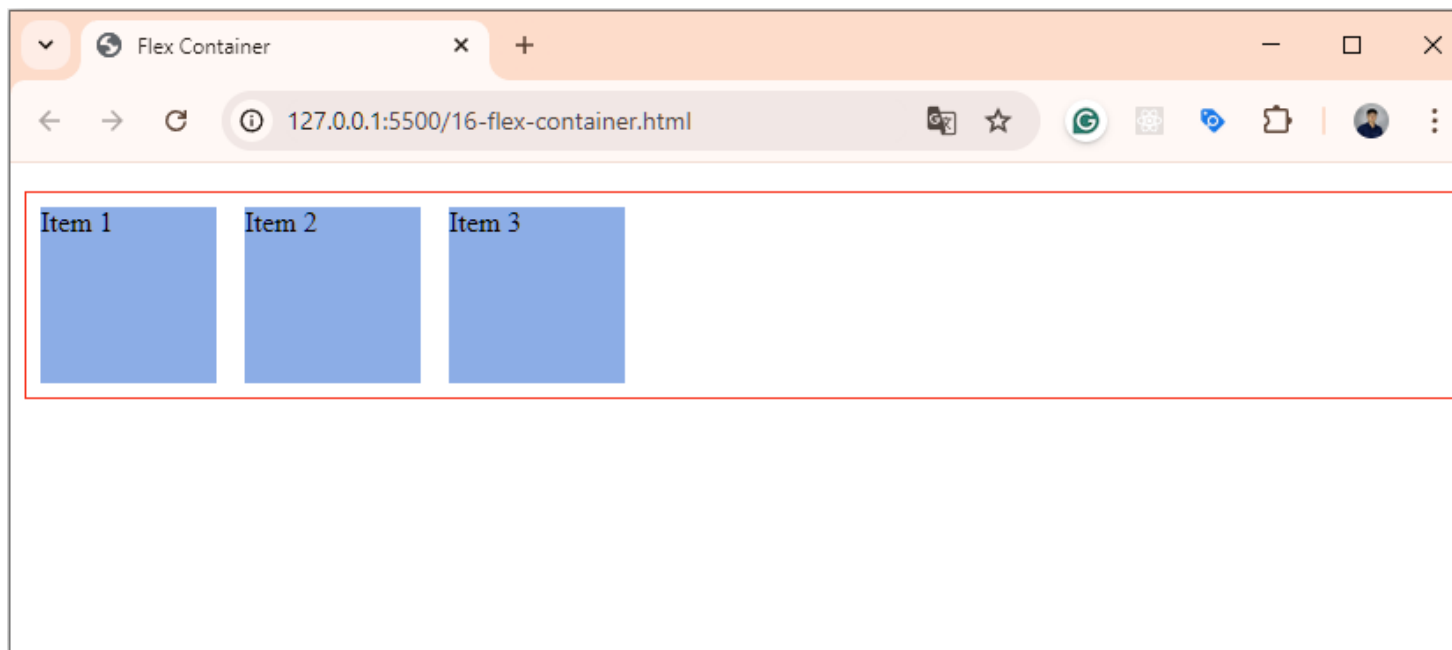 Flex Container
127.0.0.1:5500/16-flex-container.html
Item 1 Item 2 Item 3